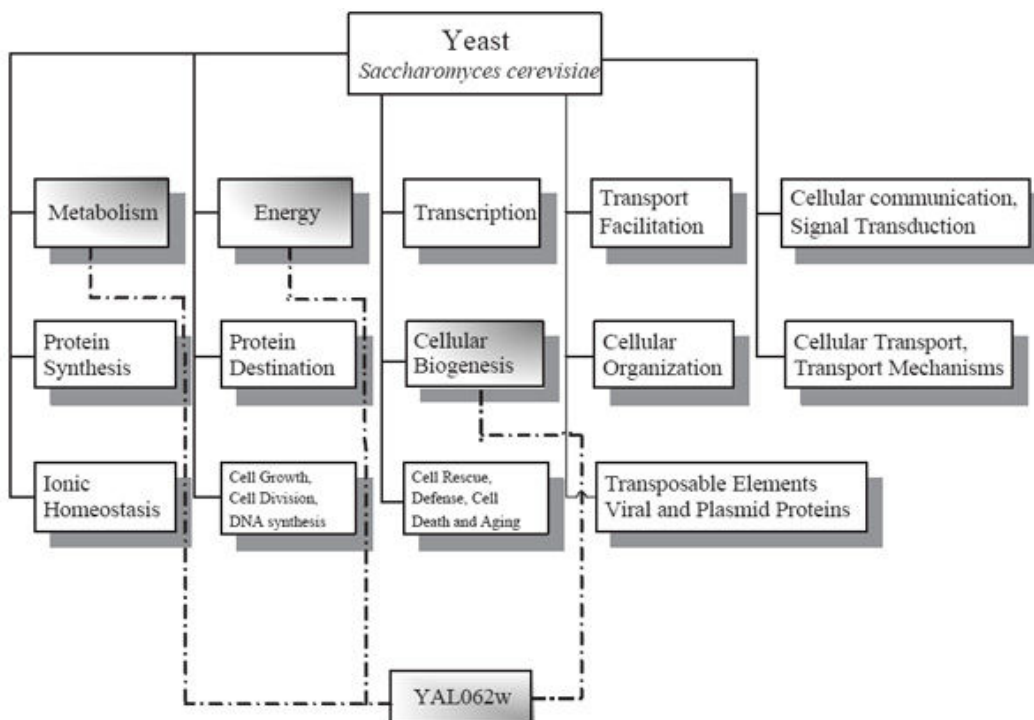 Yeast
Saccharomyces cerevisiae
Metabolism
Energy
Transcription
Transport
Facilitation
Cellular communication,
Signal Transduction
Protein
Synthesis
Protein
Destination
Cellular
Biogenesis
Cellular
Organization
Cellular Transport,
Transport Mechanisms
Ionic
Homeostasis
Cell Growth,
Cell Division,
DNA synthesis
Cell Rescue,
Defense, Cell
Death and Aging
Transposable Elements
Viral and Plasmid Proteins
YAL062w